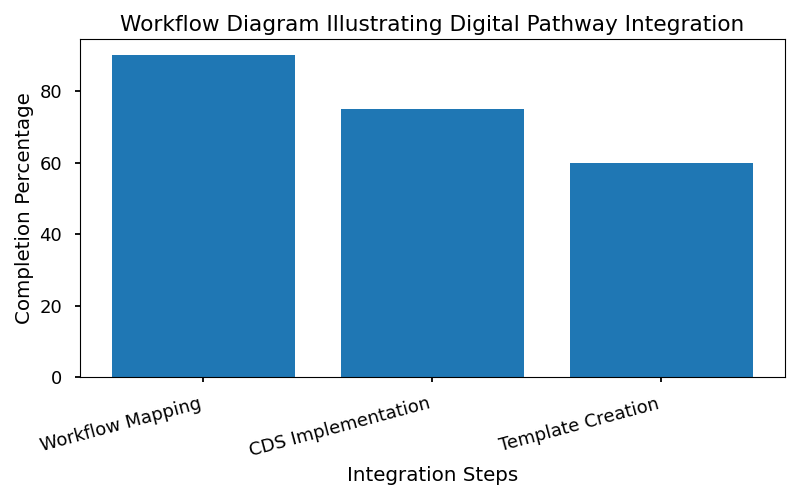 Workflow Diagram Illustrating Digital Pathway Integration
Completion Percentage
80
60
40
20
0
Workflow Mapping
CDS Implementation
Template Creation
Integration Steps